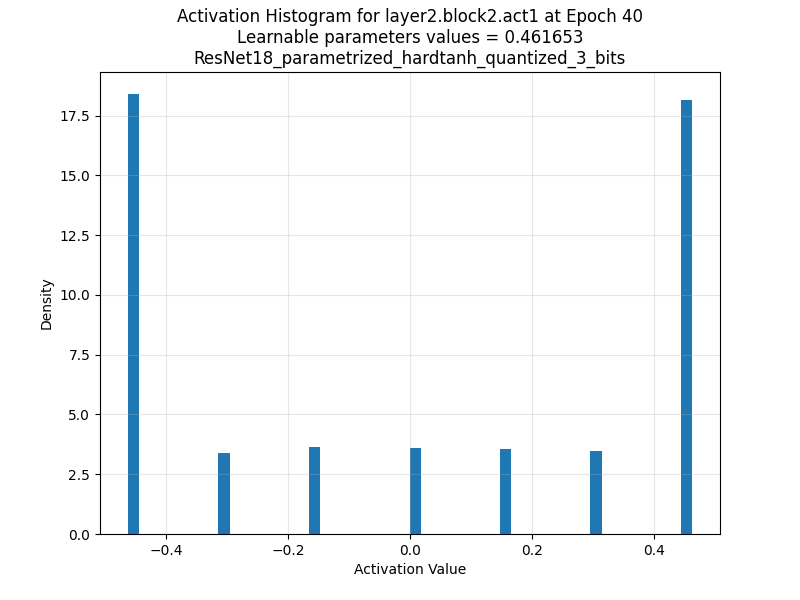 Activation Histogram for layer2.block2.act1 at Epoch 40
Learnable parameters values = 0.461653
ResNet18_parametrized_hardtanh_quantized_3_bits
17.5
15.0
12.5
10.0
7.5
5.0
2.5
0.0
Density
−0.4 −0.2 0.0 0.2 0.4
Activation Value